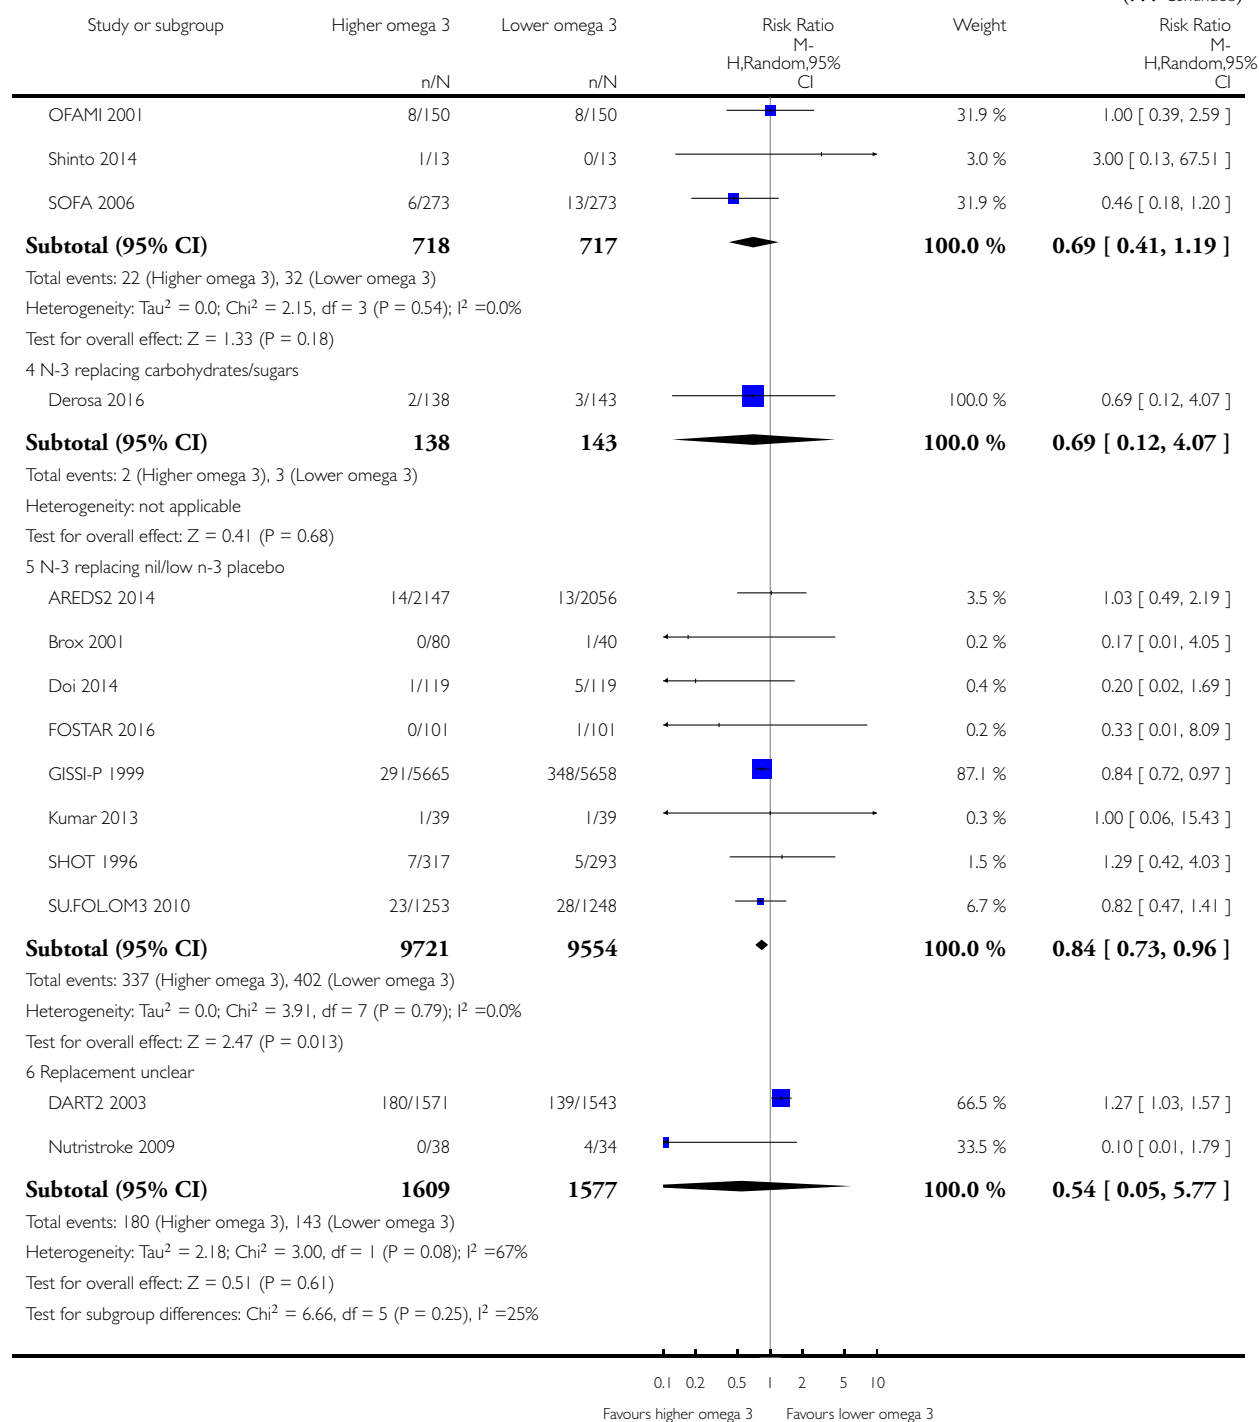 (... Continued)
Study or subgroup Higher omega 3 Lower omega 3 Risk Ratio Weight Risk Ratio
M- M-
H,Random,95% H,Random,95%
n/N n/N CI CI
OFAMI 2001 8/150 8/150 31.9 % 1.00 [ 0.39, 2.59 ]
Shinto 2014 1/13 0/13 3.0 % 3.00 [ 0.13, 67.51 ]
SOFA 2006 6/273 13/273 31.9 % 0.46 [ 0.18, 1.20 ]
Subtotal (95% CI) 718 717 100.0 % 0.69 [ 0.41, 1.19 ]
Total events: 22 (Higher omega 3), 32 (Lower omega 3)
Heterogeneity: Tau² = 0.0; Chi² = 2.15, df = 3 (P = 0.54); I² =0.0%
Test for overall effect: Z = 1.33 (P = 0.18)
4 N-3 replacing carbohydrates/sugars
Derosa 2016 2/138 3/143 100.0 % 0.69 [ 0.12, 4.07 ]
Subtotal (95% CI) 138 143 100.0 % 0.69 [ 0.12, 4.07 ]
Total events: 2 (Higher omega 3), 3 (Lower omega 3)
Heterogeneity: not applicable
Test for overall effect: Z = 0.41 (P = 0.68)
5 N-3 replacing nil/low n-3 placebo
AREDS2 2014 14/2147 13/2056 3.5 % 1.03 [ 0.49, 2.19 ]
Brox 2001 0/80 1/40 0.2 % 0.17 [ 0.01, 4.05 ]
Doi 2014 1/119 5/119 0.4 % 0.20 [ 0.02, 1.69 ]
FOSTAR 2016 0/101 1/101 0.2 % 0.33 [ 0.01, 8.09 ]
GISSI-P 1999 291/5665 348/5658 87.1 % 0.84 [ 0.72, 0.97 ]
Kumar 2013 1/39 1/39 0.3 % 1.00 [ 0.06, 15.43 ]
SHOT 1996 7/317 5/293 1.5 % 1.29 [ 0.42, 4.03 ]
SU.FOL.OM3 2010 23/1253 28/1248 6.7 % 0.82 [ 0.47, 1.41 ]
Subtotal (95% CI) 9721 9554 100.0 % 0.84 [ 0.73, 0.96 ]
Total events: 337 (Higher omega 3), 402 (Lower omega 3)
Heterogeneity: Tau² = 0.0; Chi² = 3.91, df = 7 (P = 0.79); I² =0.0%
Test for overall effect: Z = 2.47 (P = 0.013)
6 Replacement unclear
DART2 2003 180/1571 139/1543 66.5 % 1.27 [ 1.03, 1.57 ]
Nutristroke 2009 0/38 4/34 33.5 % 0.10 [ 0.01, 1.79 ]
Subtotal (95% CI) 1609 1577 100.0 % 0.54 [ 0.05, 5.77 ]
Total events: 180 (Higher omega 3), 143 (Lower omega 3)
Heterogeneity: Tau² = 2.18; Chi² = 3.00, df = 1 (P = 0.08); I² =67%
Test for overall effect: Z = 0.51 (P = 0.61)
Test for subgroup differences: Chi² = 6.66, df = 5 (P = 0.25), I² =25%
0.1 0.2 0.5 1 2 5 10
Favours higher omega 3 Favours lower omega 3